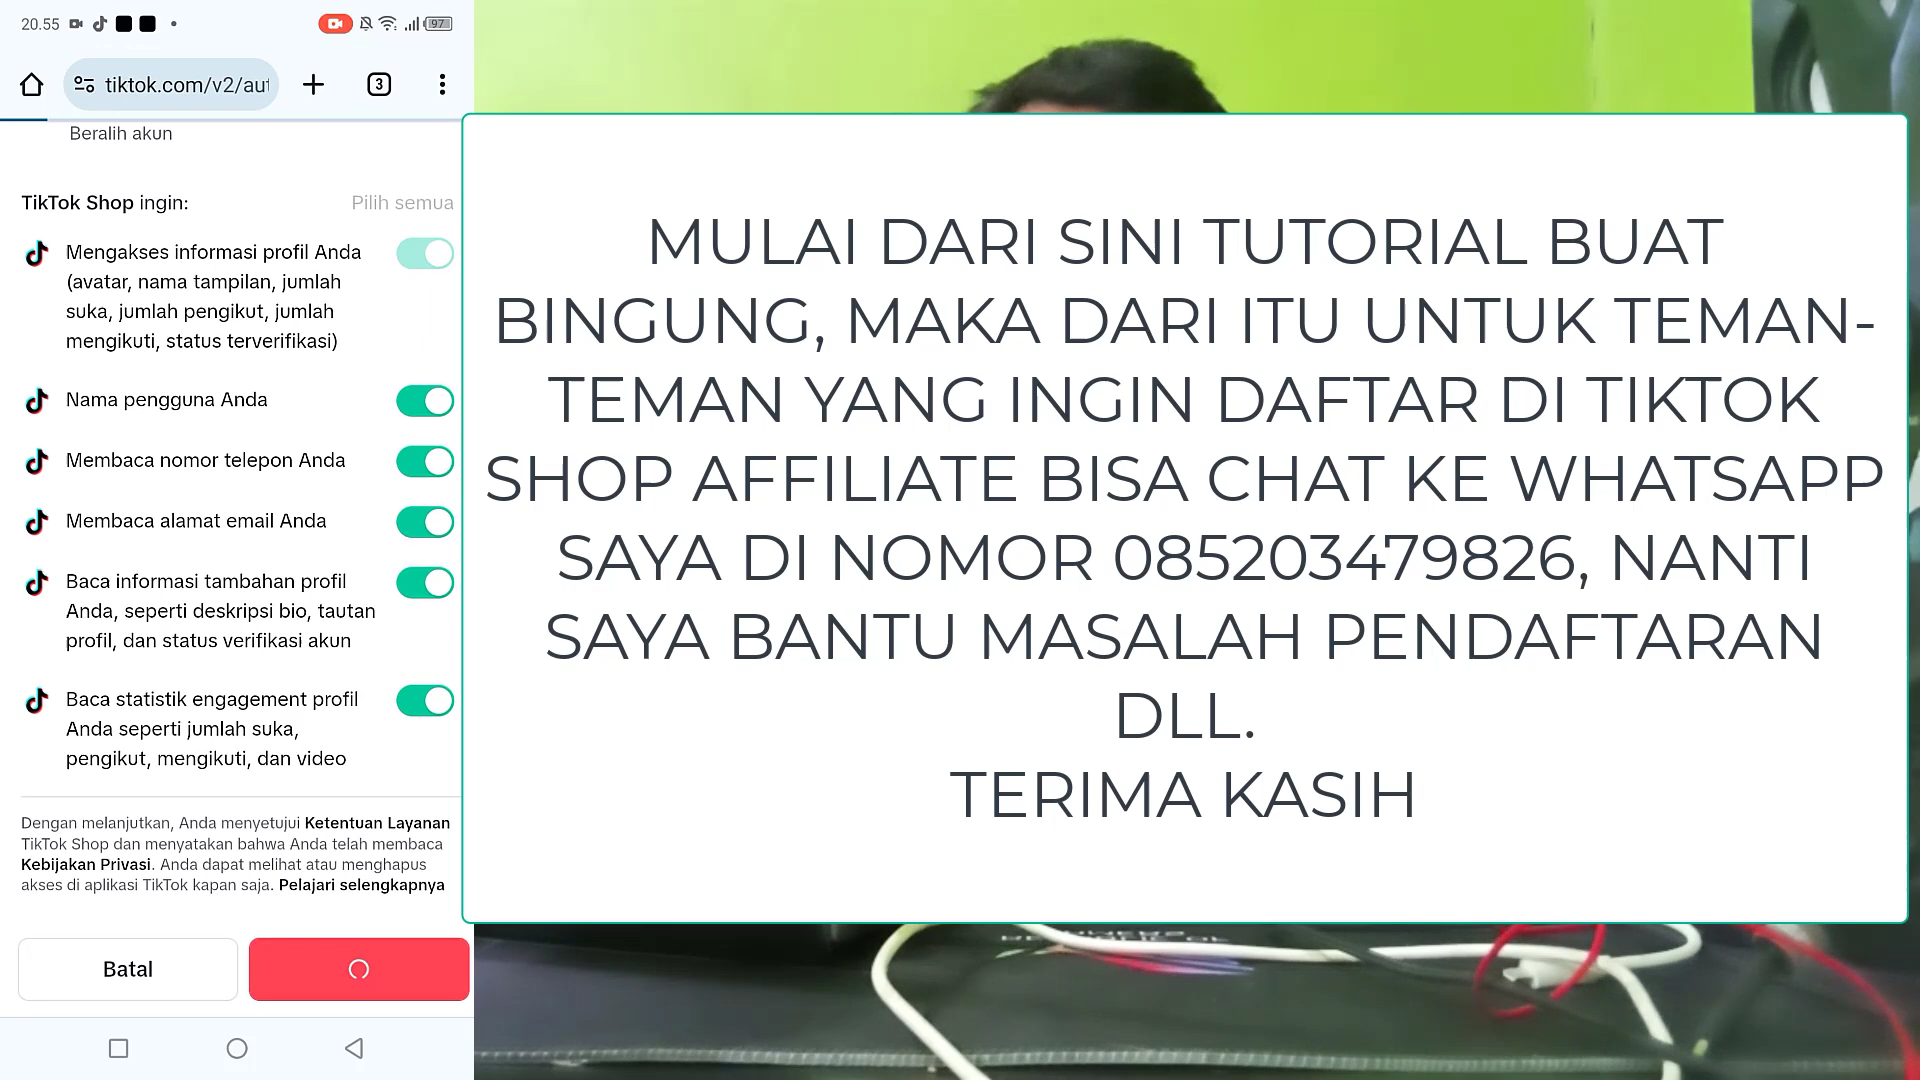 20.55
97
tiktok.com/v2/aut
3
Beralih akun
TikTok Shop ingin:
Pilih semua
Mengakses informasi profil Anda
(avatar, nama tampilan, jumlah
suka, jumlah pengikut, jumlah
mengikuti, status terverifikasi)
Nama pengguna Anda
Membaca nomor telepon Anda
Membaca alamat email Anda
Baca informasi tambahan profil
Anda, seperti deskripsi bio, tautan
profil, dan status verifikasi akun
Baca statistik engagement profil
Anda seperti jumlah suka,
pengikut, mengikuti, dan video
Dengan melanjutkan, Anda menyetujui Ketentuan Layanan
TikTok Shop dan menyatakan bahwa Anda telah membaca
Kebijakan Privasi. Anda dapat melihat atau menghapus
akses di aplikasi TikTok kapan saja. Pelajari selengkapnya
Batal
MULAI DARI SINI TUTORIAL BUAT
BINGUNG, MAKA DARI ITU UNTUK TEMAN-
TEMAN YANG INGIN DAFTAR DI TIKTOK
SHOP AFFILIATE BISA CHAT KE WHATSAPP
SAYA DI NOMOR 085203479826, NANTI
SAYA BANTU MASALAH PENDAFTARAN
DLL.
TERIMA KASIH